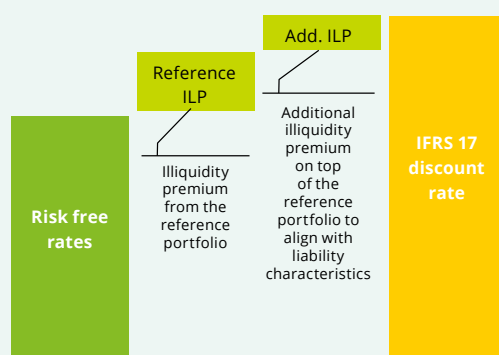 Risk free
rates
Reference
ILP
Illiquidity
premium
from the
reference
portfolio
Add. ILP
Additional
illiquidity
premium
on top
of the
reference
portfolio to
align with
liability
characteristics
IFRS 17
discount
rate